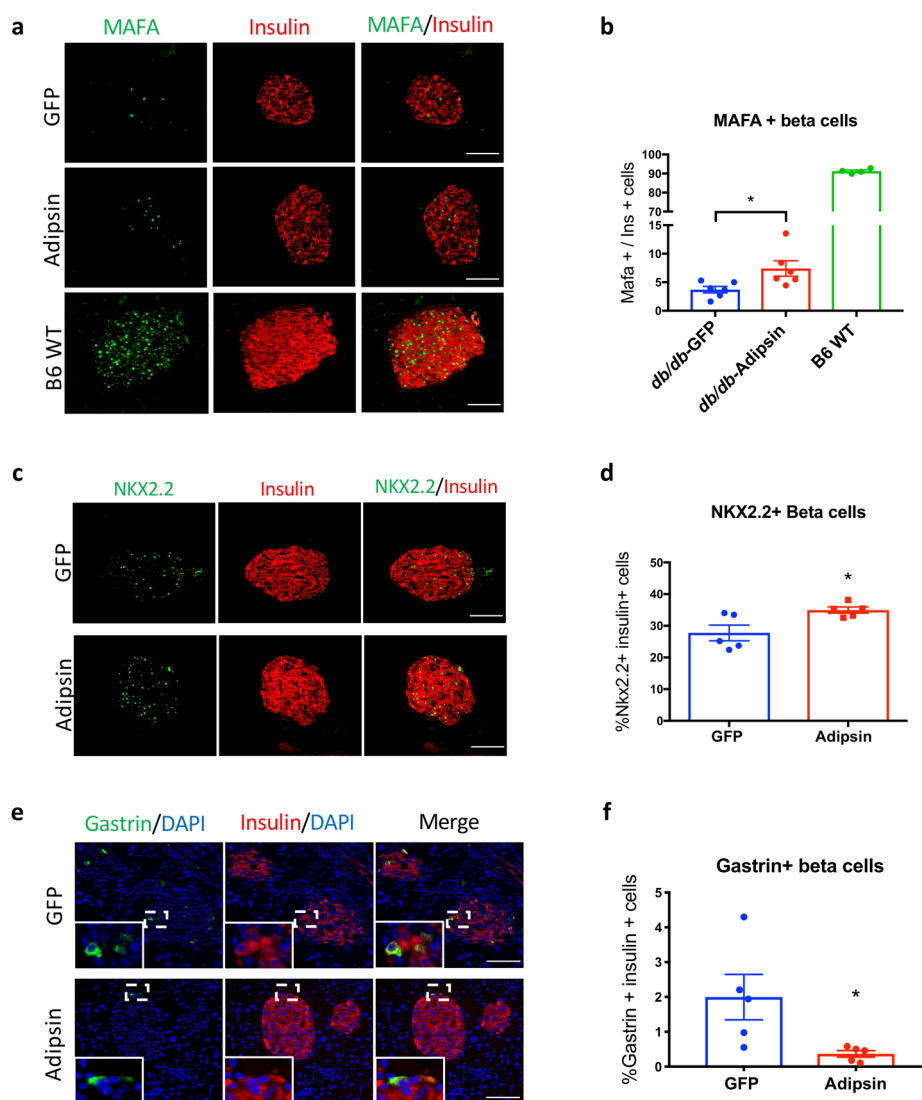 a
MAFA
Insulin
MAFA/Insulin
GFP
Adipsin
B6 WT
b
MAFA + beta cells
Mafa + / Ins + cells
100
90
80
70
15
10
5
0
*
db/db-GFP
db/db-Adipsin
B6 WT
c
NKX2.2
Insulin
NKX2.2/Insulin
GFP
Adipsin
d
NKX2.2+ Beta cells
%Nkx2.2+ insulin+ cells
50
40
30
20
10
0
*
GFP
Adipsin
e
Gastrin/DAPI
Insulin/DAPI
Merge
GFP
Adipsin
f
Gastrin+ beta cells
%Gastrin + insulin + cells
5
4
3
2
1
0
*
GFP
Adipsin